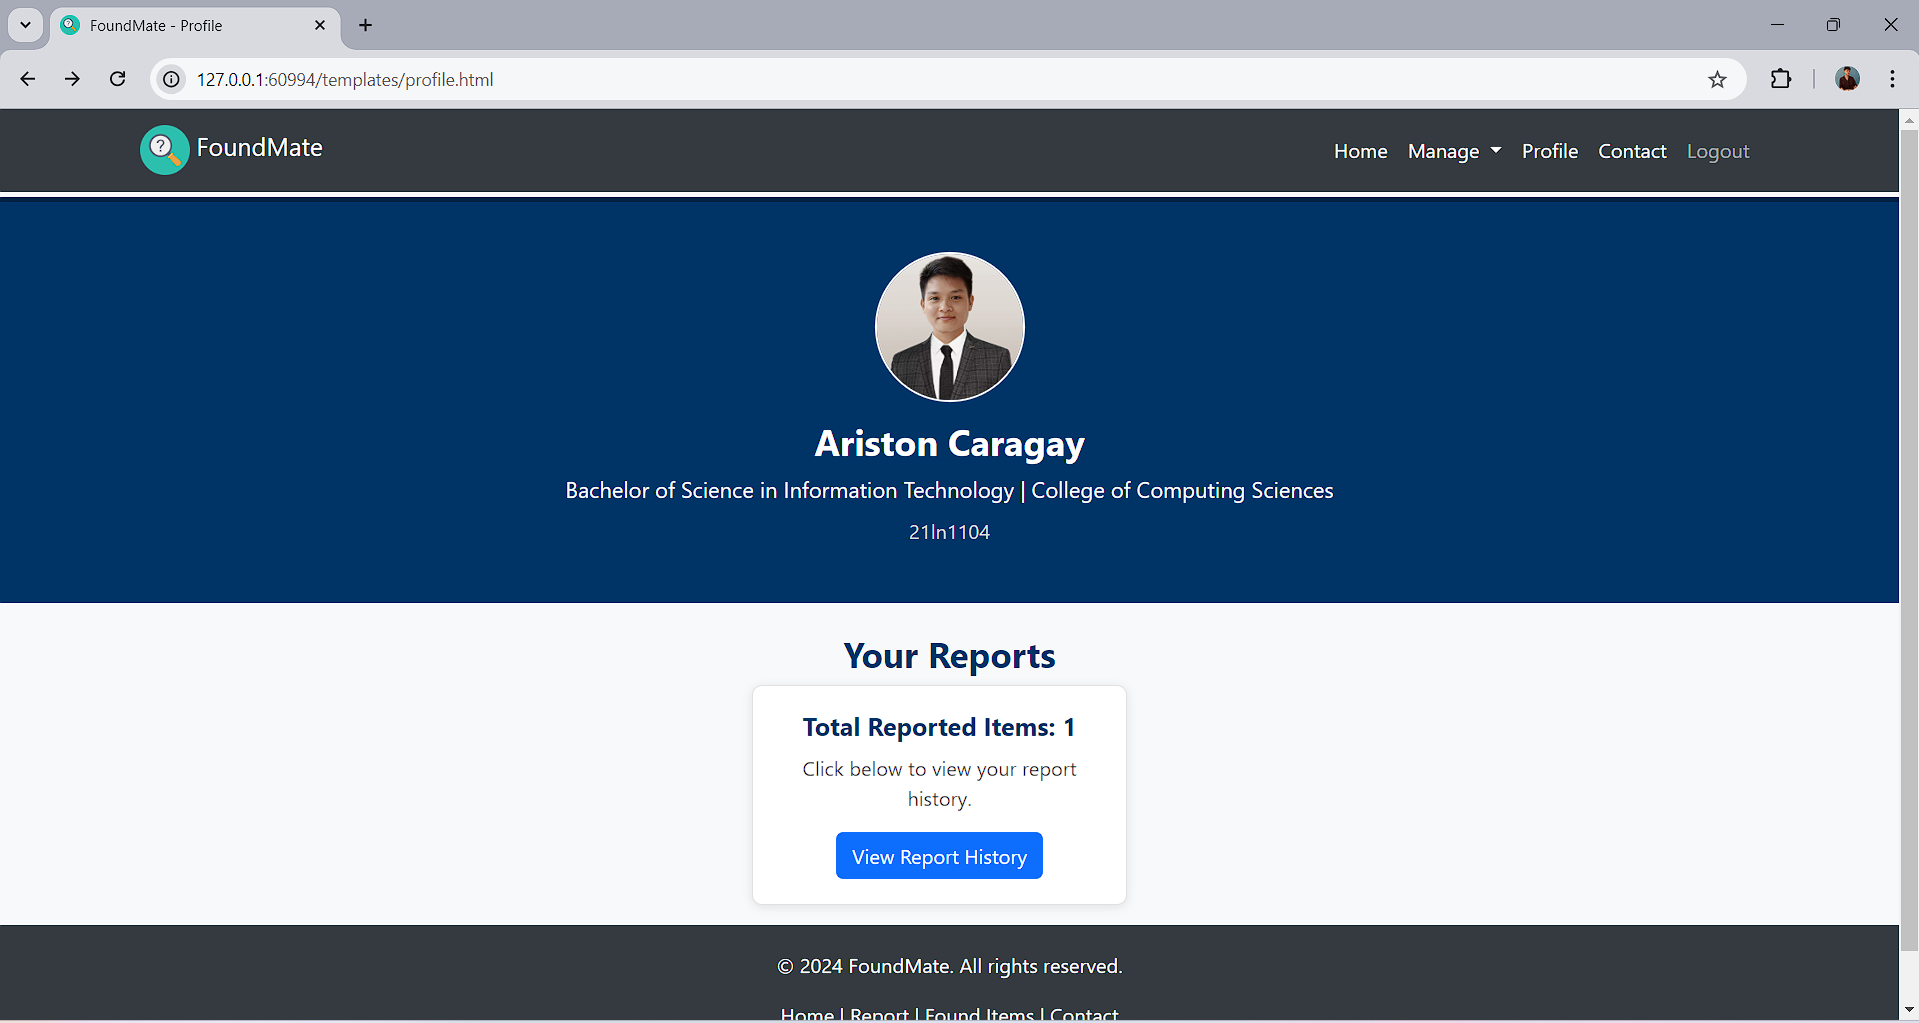 FoundMate - Profile
127.0.0.1:60994/templates/profile.html
FoundMate
Home Manage Profile Contact Logout
Ariston Caragay
Bachelor of Science in Information Technology | College of Computing Sciences
21ln1104
Your Reports
Total Reported Items: 1
Click below to view your report
history.
View Report History
© 2024 FoundMate. All rights reserved.
Home | Report | Found Items | Contact